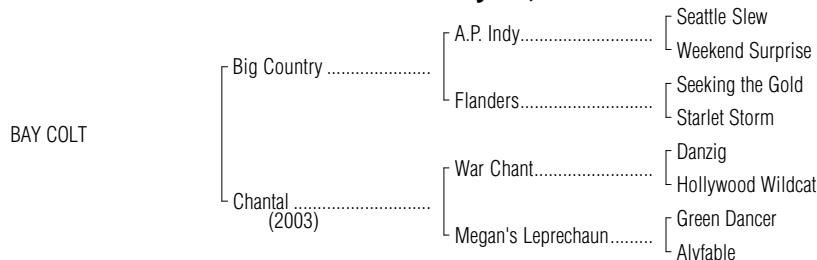 Seattle Slew
A.P. Indy
Weekend Surprise
Big Country
Seeking the Gold
Flanders
Starlet Storm
BAY COLT
Danzig
War Chant
Hollywood Wildcat
Chantal
(2003)
Green Dancer
Megan's Leprechaun
Alyfable